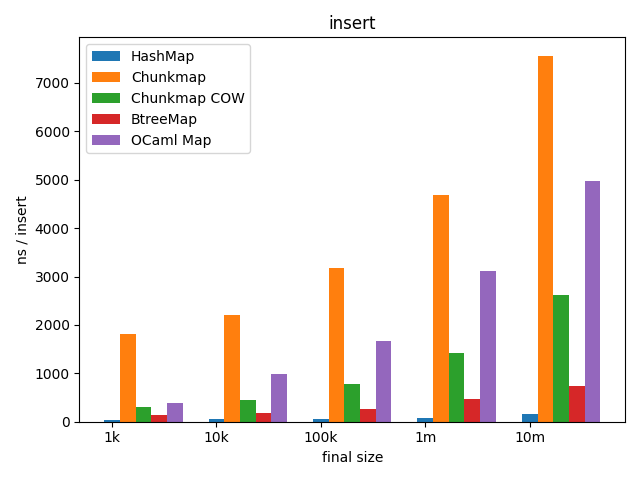 insert
HashMap
Chunkmap
Chunkmap COW
BtreeMap
OCaml Map
7000
6000
5000
4000
3000
2000
1000
0
ns / insert
1k 10k 100k 1m 10m
final size